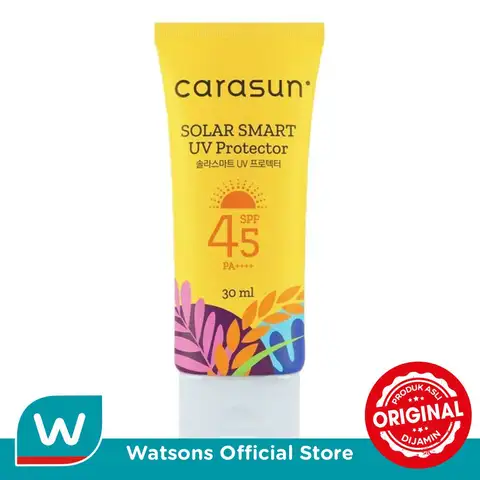 carasun
SOLAR SMART
UV Protector
솔라스마트 UV 프로텍터
SPF
45
PA++++
30 ml
W
Watsons Official Store
PRODUK ASLI
ORIGINAL
DIJAMIN